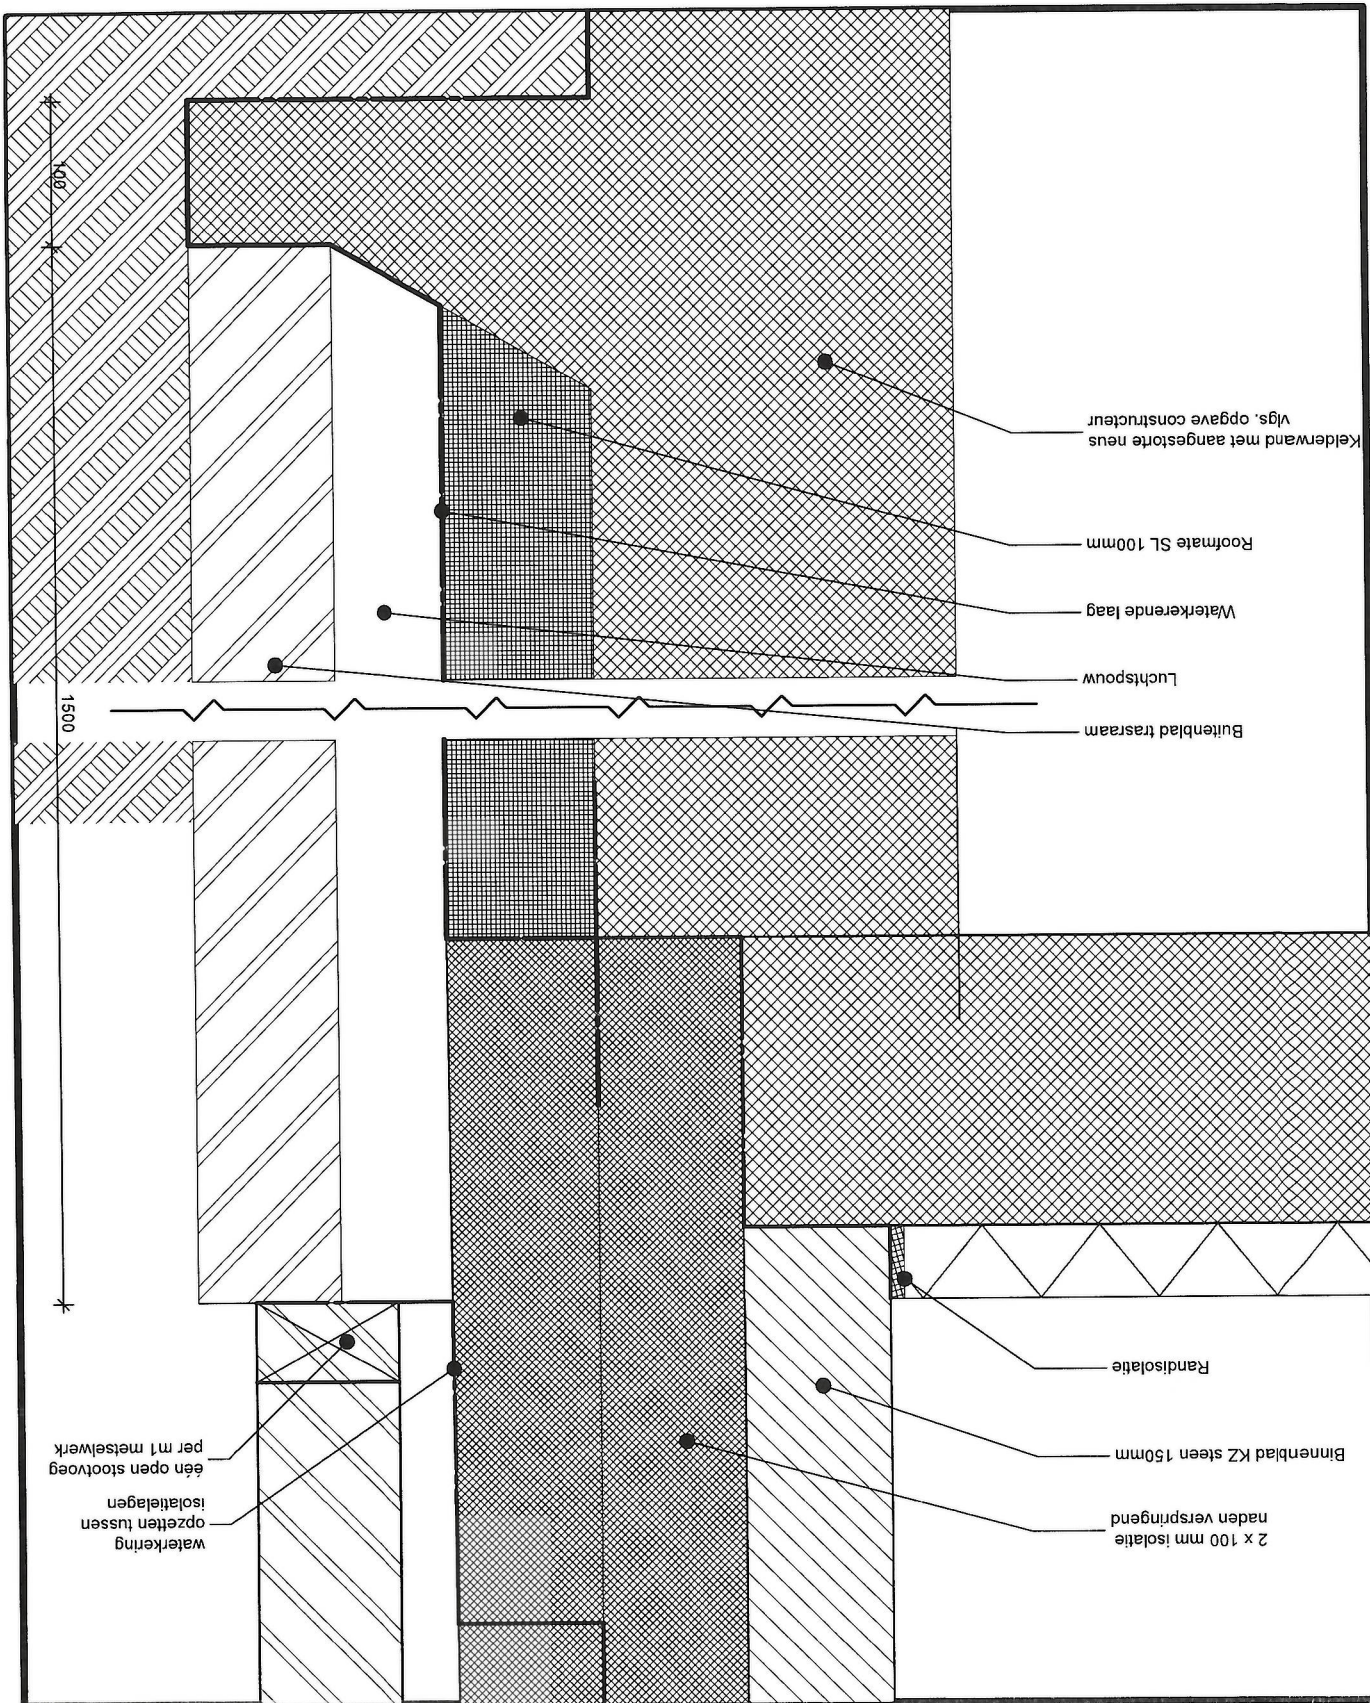 2 x 100 mm isolatie
naden verspringend
Binnenblad KZ steen 150mm
Randisolatie
waterkering
opzetten tussen
isolatielagen
één open stootvoeg
per m1 metselwerk
Buitenblad trasraam
Luchtspouw
Waterkerende laag
Roofmate SL 100mm
Kelderwand met aangestorte neus
vlgs. opgave constructeur
1500
100